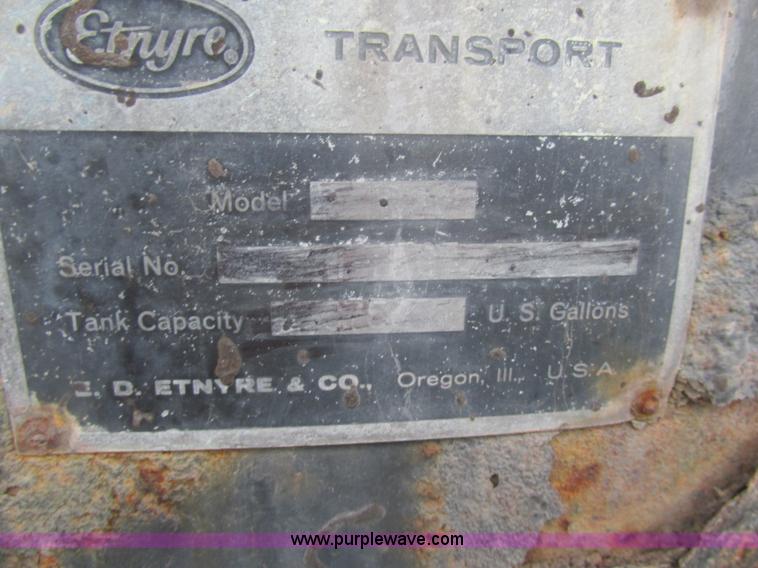 Etnyre ®
TRANSPORT
Model
Serial No.
Tank Capacity U. S. Gallons
E. D. ETNYRE & CO., Oregon, Ill., U.S.A.
www.purplewave.com